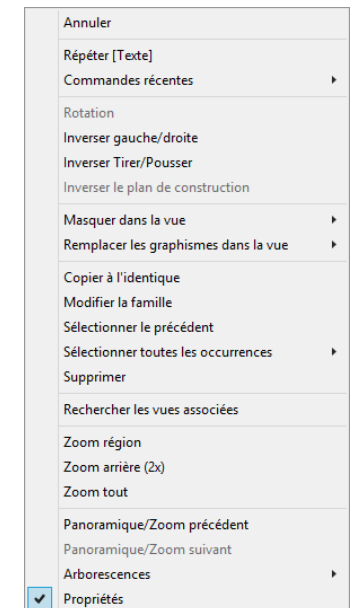 Annuler
Répéter [Texte]
Commandes récentes
Rotation
Inverser gauche/droite
Inverser Tirer/Pousser
Inverser le plan de construction
Masquer dans la vue
Remplacer les graphismes dans la vue
Copier à l'identique
Modifier la famille
Sélectionner le précédent
Sélectionner toutes les occurrences
Supprimer
Rechercher les vues associées
Zoom région
Zoom arrière (2x)
Zoom tout
Panoramique/Zoom précédent
Panoramique/Zoom suivant
Arborescences
Propriétés